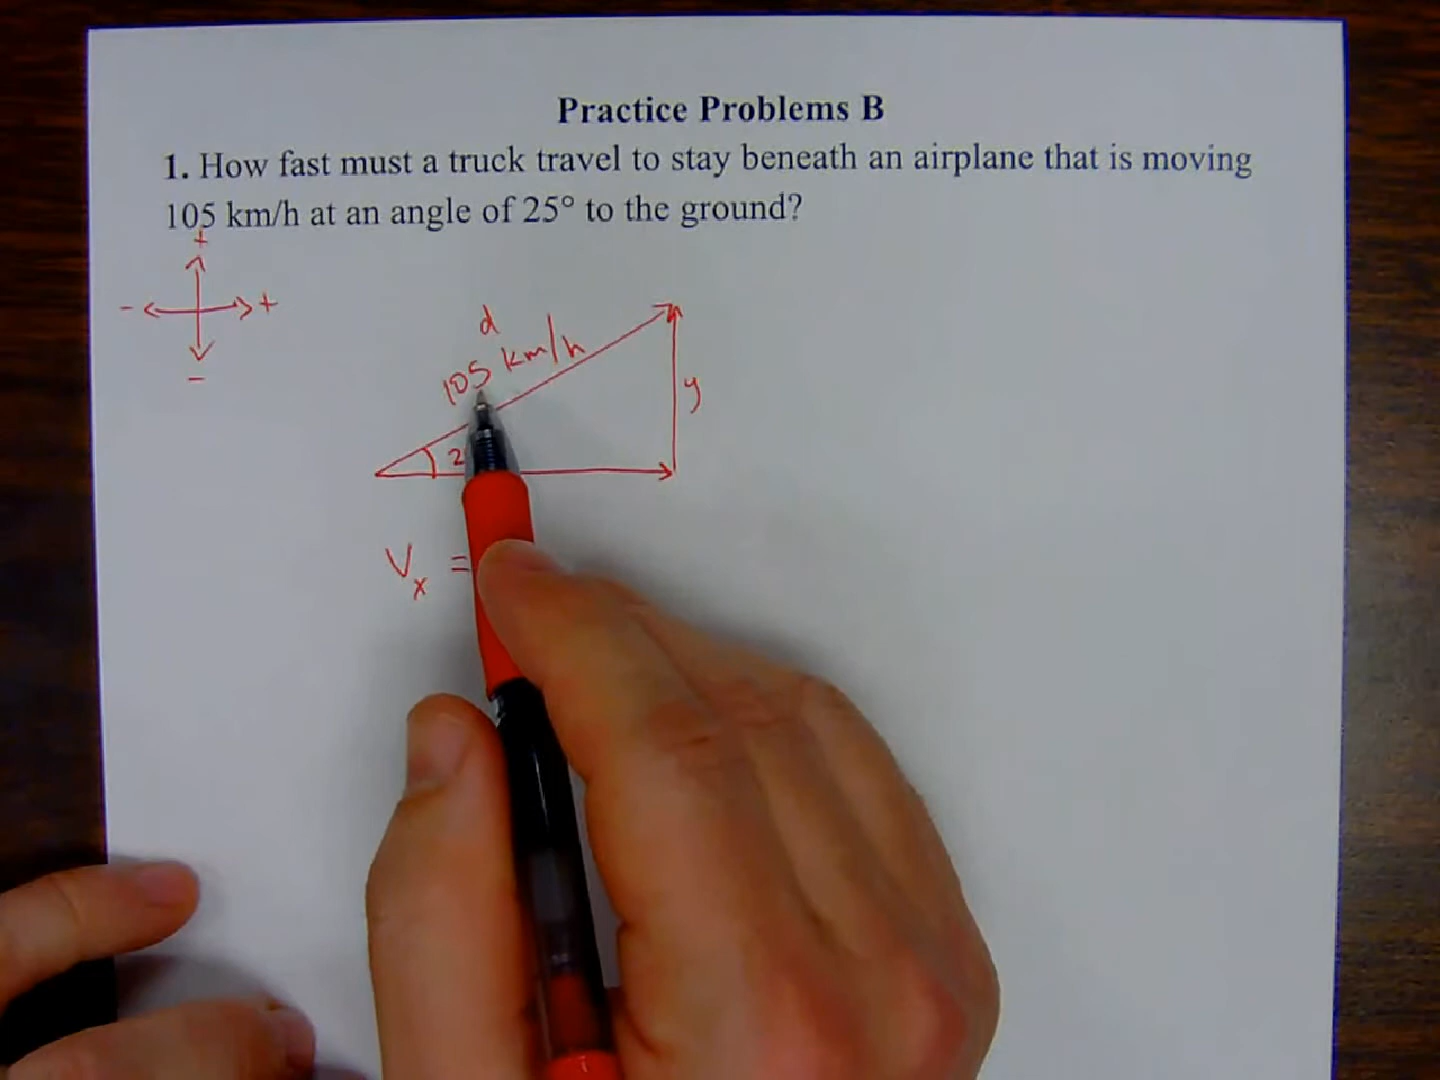 Practice Problems B
1. How fast must a truck travel to stay beneath an airplane that is moving
105 km/h at an angle of 25° to the ground?
+
- +
-
d
105 km/h
y
2
Vx =